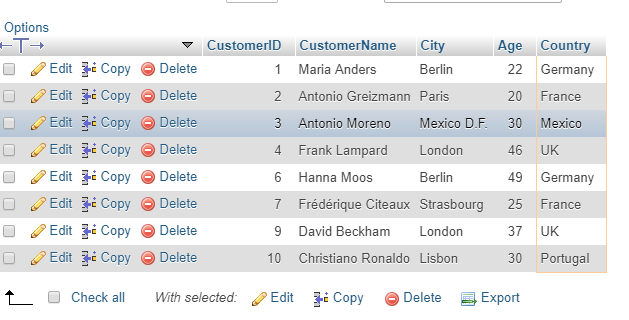 Options
CustomerID CustomerName City Age Country
Edit Copy Delete 1 Maria Anders Berlin 22 Germany
Edit Copy Delete 2 Antonio Greizmann Paris 20 France
Edit Copy Delete 3 Antonio Moreno Mexico D.F. 30 Mexico
Edit Copy Delete 4 Frank Lampard London 46 UK
Edit Copy Delete 6 Hanna Moos Berlin 49 Germany
Edit Copy Delete 7 Frédérique Citeaux Strasbourg 25 France
Edit Copy Delete 9 David Beckham London 37 UK
Edit Copy Delete 10 Christiano Ronaldo Lisbon 30 Portugal
Check all With selected: Edit Copy Delete Export